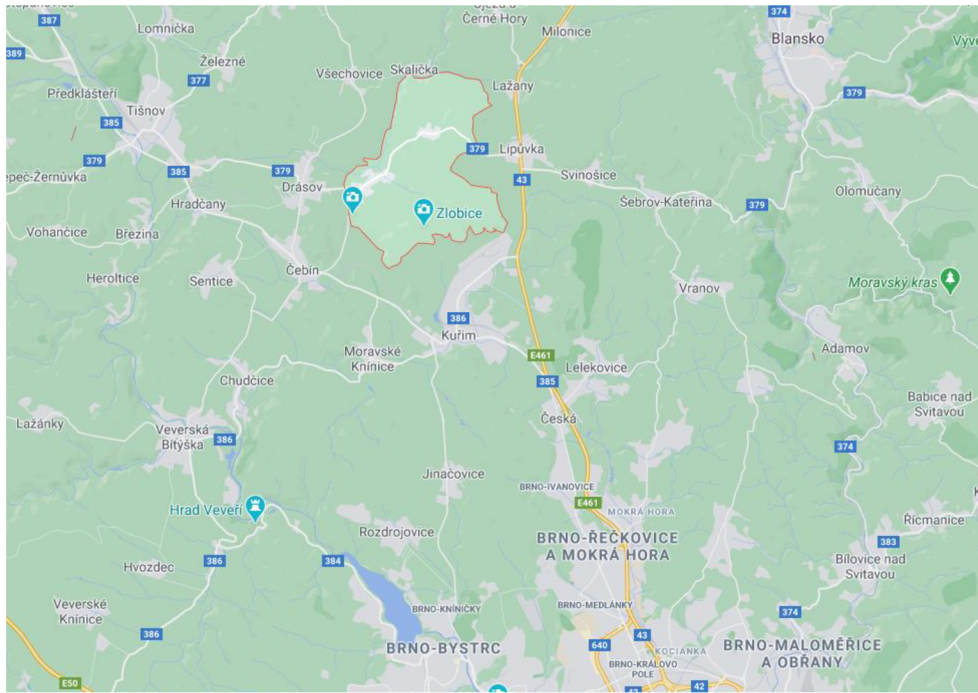 Černé Hory
374
387
Lomnička
Milonice
Blansko
389
Železné
Všechovice
Skalička
377
Lažany
Předklášteří
379
Tišnov
385
379
Lipůvka
379
385
379
Drásov
43
Svinošice
Hradčany
Šebrov-Kateřina
379
Olomučany
Zlobice
Vohančice
Březina
Heroltice
Sentice
Čebín
Vranov
Moravský kras
386
Kuřim
Moravské
Knínice
E461
Adamov
Lelekovice
Chudčice
385
Babice nad
Svitavou
Lažánky
Česká
Veverská
Bítýška
386
374
Jinačovice
BRNO-IVANOVICE
Hrad Veveří
E461
MOKRÁ HORA
Rozdrojovice
BRNO-ŘEČKOVICE
A MOKRÁ HORA
Řícmanice
383
Hvozdec
386
384
Bílovice nad
Svitavou
Veverské
Knínice
BRNO-KNÍNIČKY
BRNO-MEDLÁNKY
374
386
BRNO-BYSTRC
640
43
KOCIÁNKA
BRNO-MALOMĚŘICE
A OBŘANY
BRNO-KRÁLOVO
POLE
E50
42